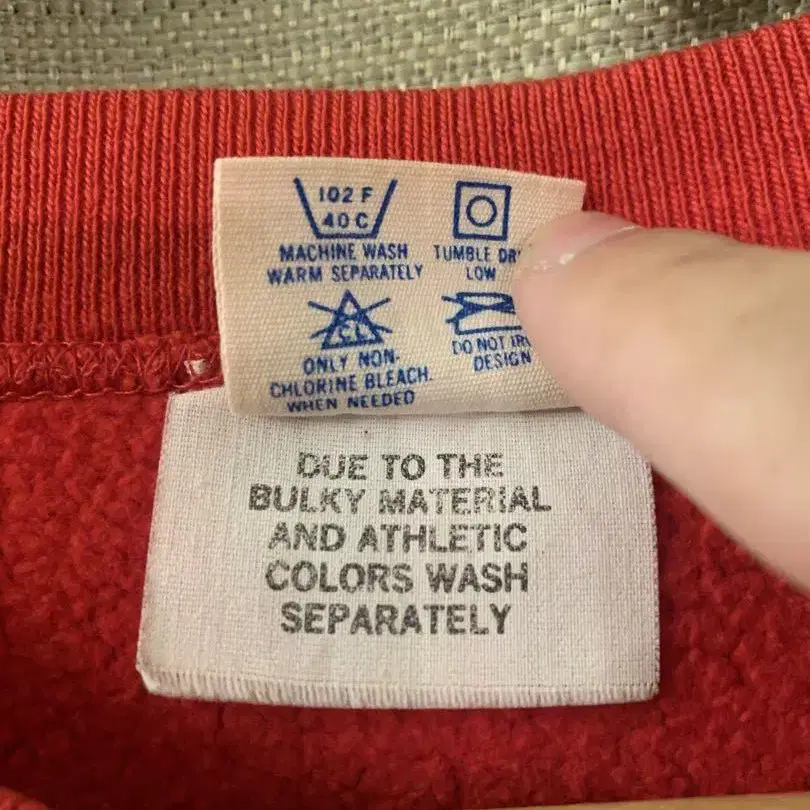 102 F
40 C
MACHINE WASH
WARM SEPARATELY
TUMBLE
LOW
CL
ONLY NON-
CHLORINE BLEACH.
WHEN NEEDED
DO NOT
DESIGN
DUE TO THE
BULKY MATERIAL
AND ATHLETIC
COLORS WASH
SEPARATELY